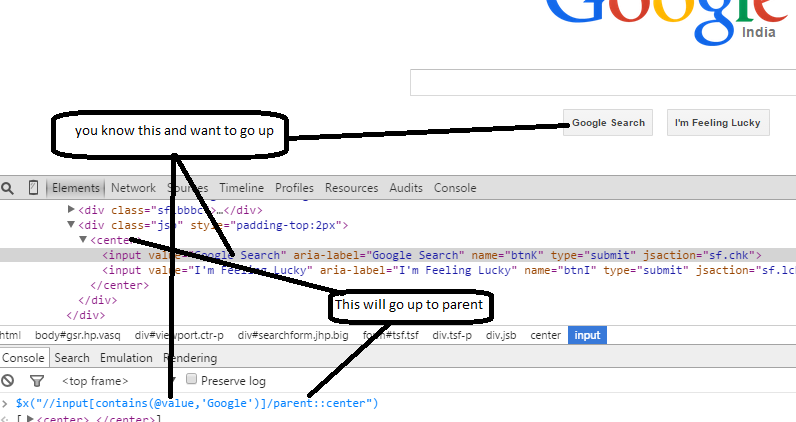 Google
India
you know this and want to go up
Google Search
I'm Feeling Lucky
Elements Network Sources Timeline Profiles Resources Audits Console
<div class="sfibbbc">…</div>
<div class="jsb" style="padding-top:2px">
<center>
<input value="Google Search" aria-label="Google Search" name="btnK" type="submit" jsaction="sf.chk">
<input value="I'm Feeling Lucky" aria-label="I'm Feeling Lucky" name="btnI" type="submit" jsaction="sf.lc
</center>
</div>
</div>
This will go up to parent
html body#gsr.hp.vasq div#viewport.ctr-p div#searchform.jhp.big form#tsf.tsf div.tsf-p div.jsb center input
Console Search Emulation Rendering
<top frame> Preserve log
> $x("//input[contains(@value,'Google')]/parent::center")
[ <center>…</center>]